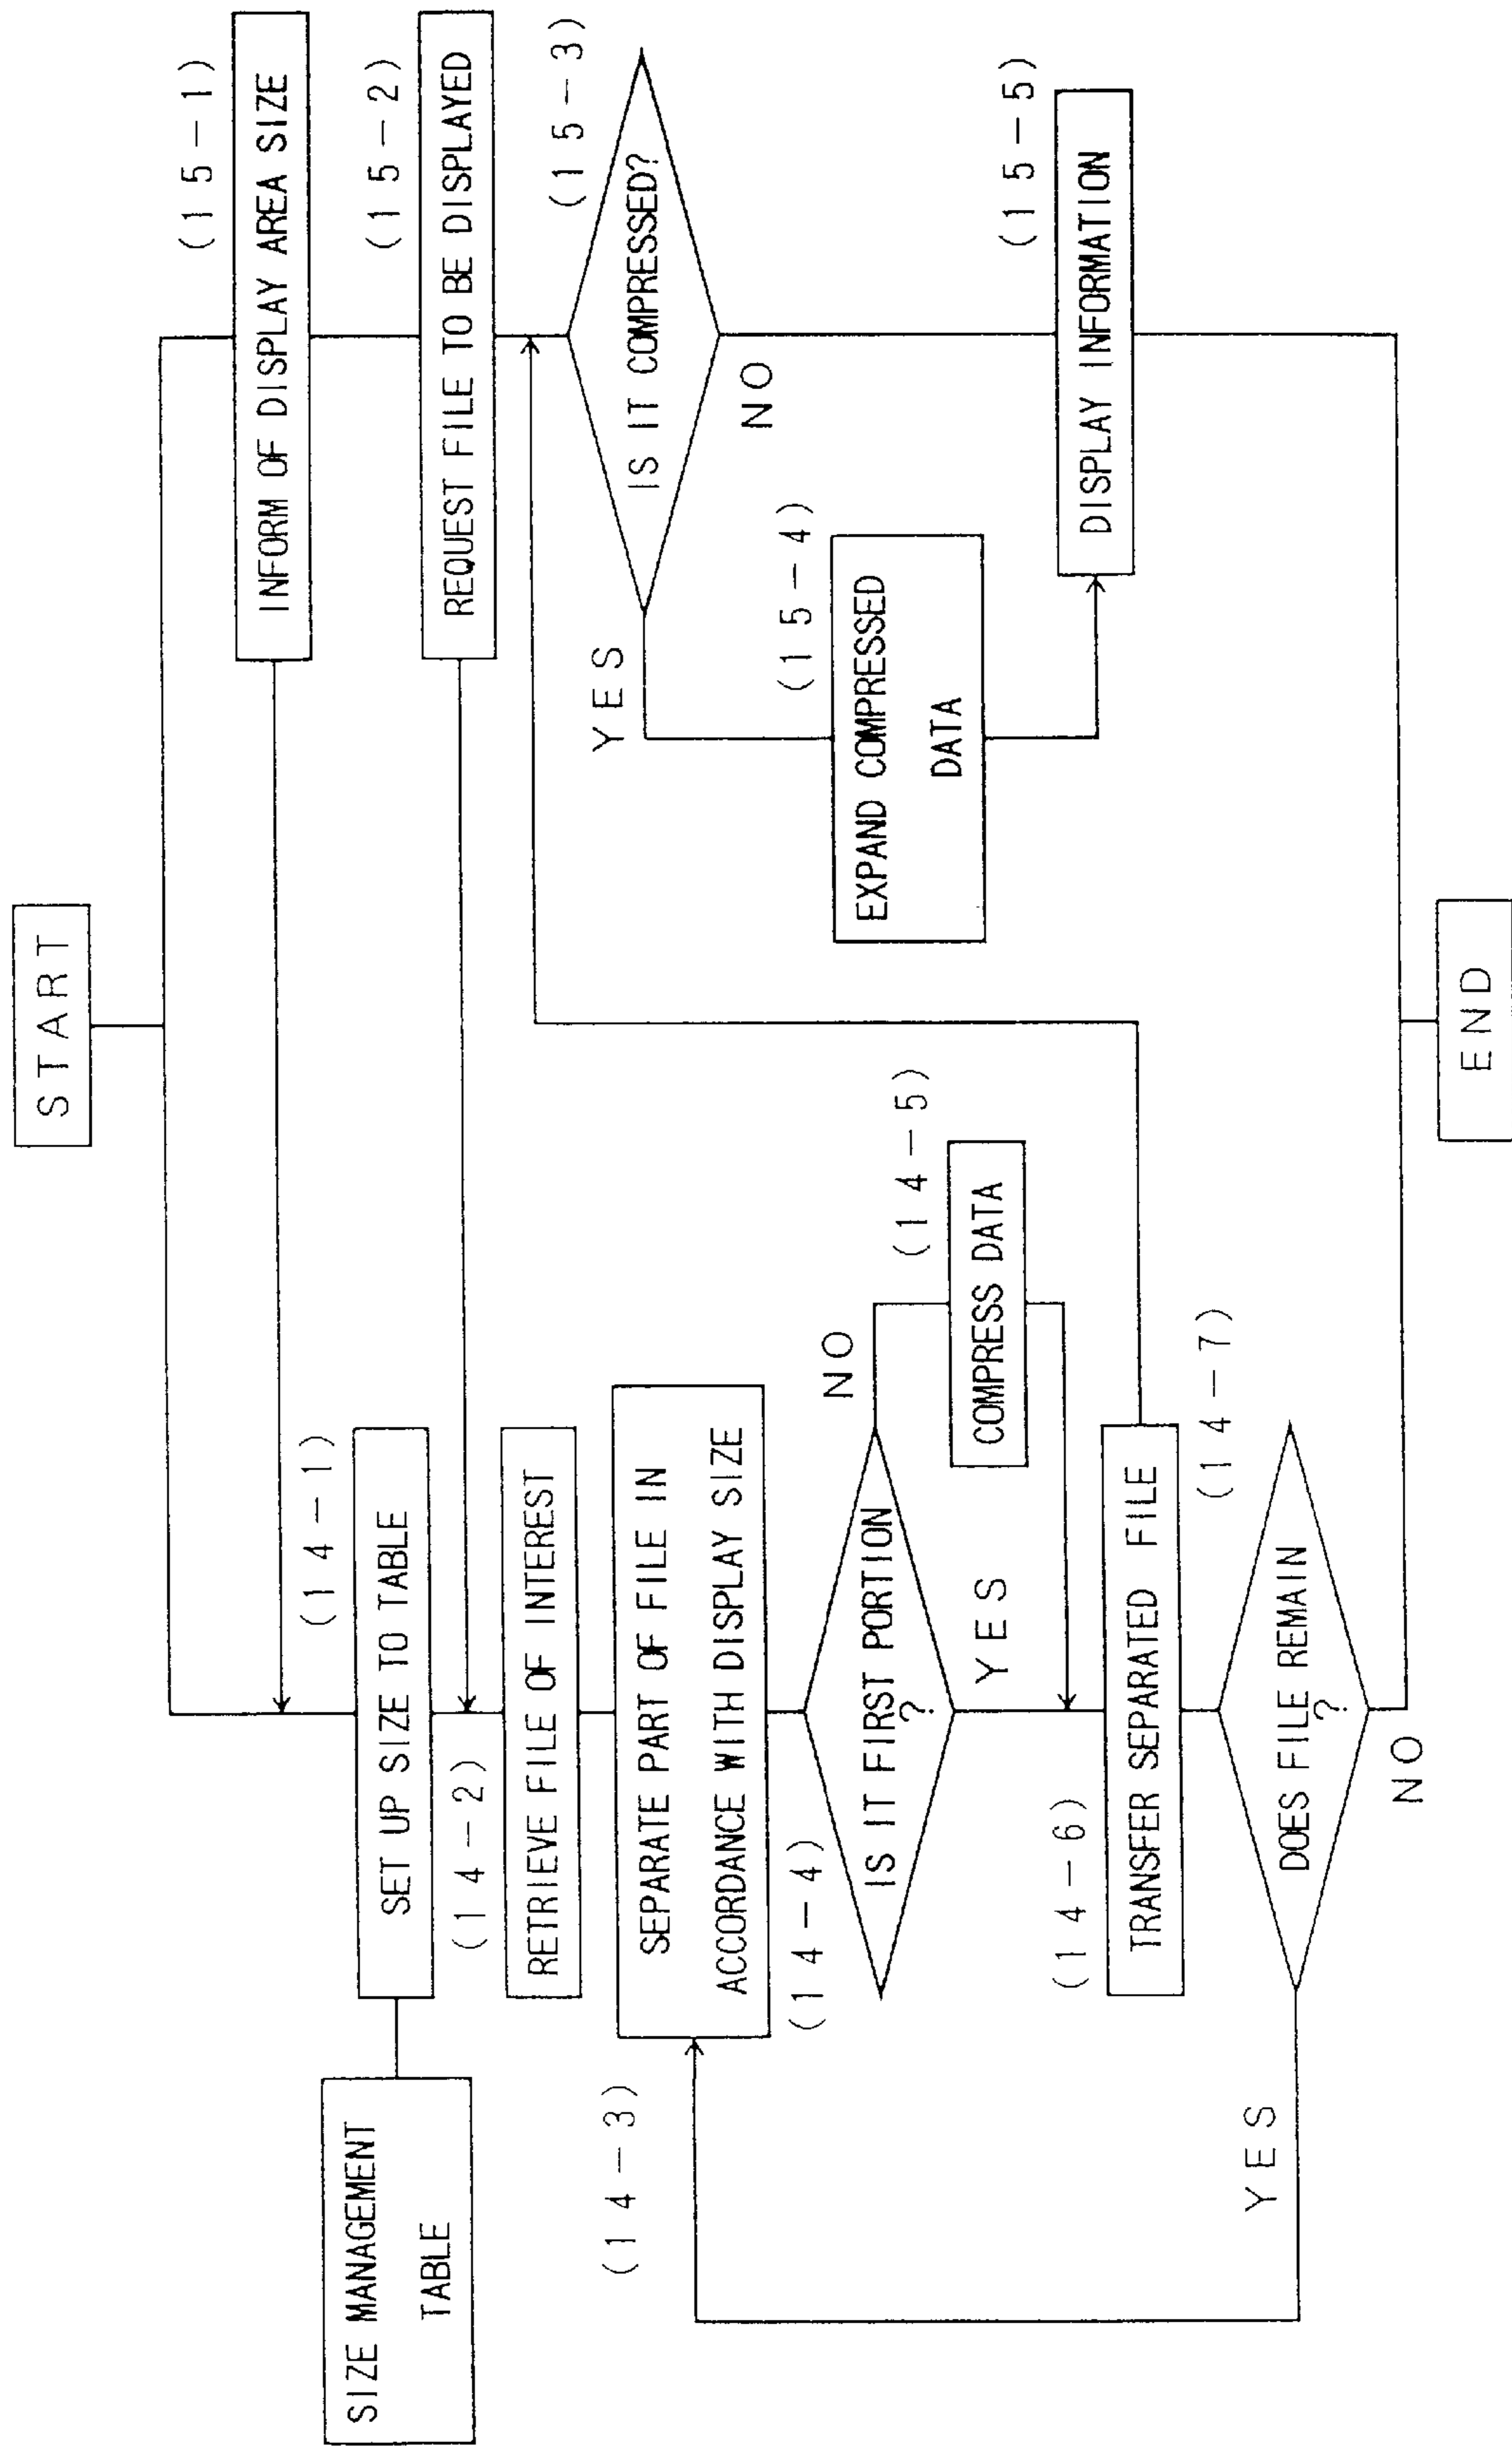 START
(15-1)
INFORM OF DISPLAY AREA SIZE
(15-2)
REQUEST FILE TO BE DISPLAYED
(15-3)
IS IT COMPRESSED?
YES
NO
(15-4)
EXPAND COMPRESSED
DATA
(15-5)
DISPLAY INFORMATION
SIZE MANAGEMENT
TABLE
(14-1)
SET UP SIZE TO TABLE
(14-2)
RETRIEVE FILE OF INTEREST
(14-3)
SEPARATE PART OF FILE IN
ACCORDANCE WITH DISPLAY SIZE
(14-4)
IS IT FIRST PORTION
?
NO
YES
(14-5)
COMPRESS DATA
(14-6)
TRANSFER SEPARATED FILE
(14-7)
DOES FILE REMAIN
?
YES
NO
END